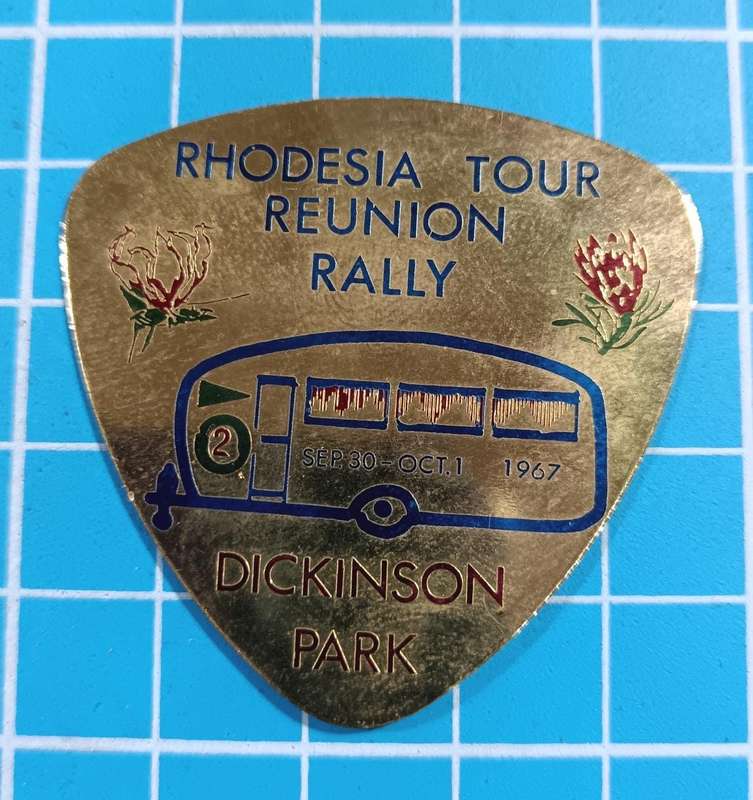 RHODESIA TOUR
REUNION
RALLY
2
SEP. 30 - OCT. 1 1967
DICKINSON
PARK